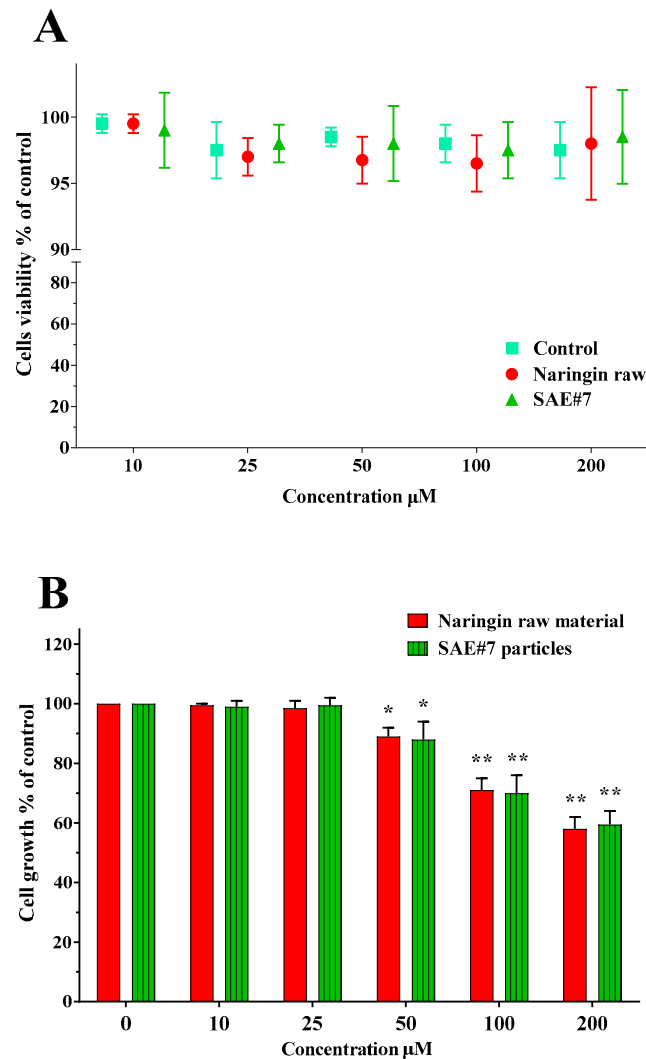 A
Cells viability % of control
100
95
90
80
60
40
20
0
Control
Naringin raw
SAE#7
10 25 50 100 200
Concentration μM
B
Naringin raw material
SAE#7 particles
Cell growth % of control
120
100
80
60
40
20
0
* *
** **
** **
0 10 25 50 100 200
Concentration μM